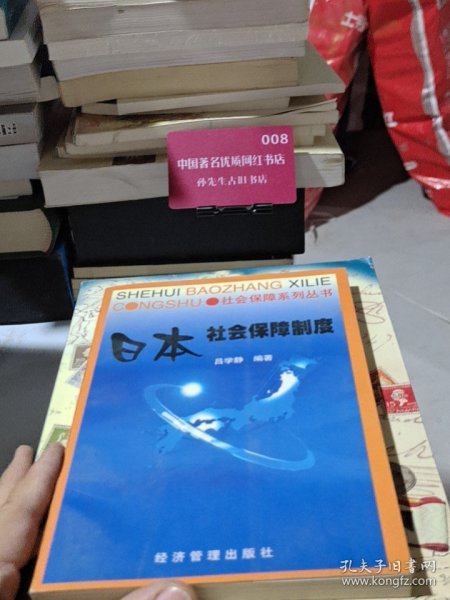 008
中国著名优质网红书店
孙先生古旧书店
SHEHUI BAOZHANG XILIE
CONGSHU●社会保障系列丛书
日本社会保障制度
吕学静 编著
经济管理出版社
孔夫子旧书网
www.kongfz.com